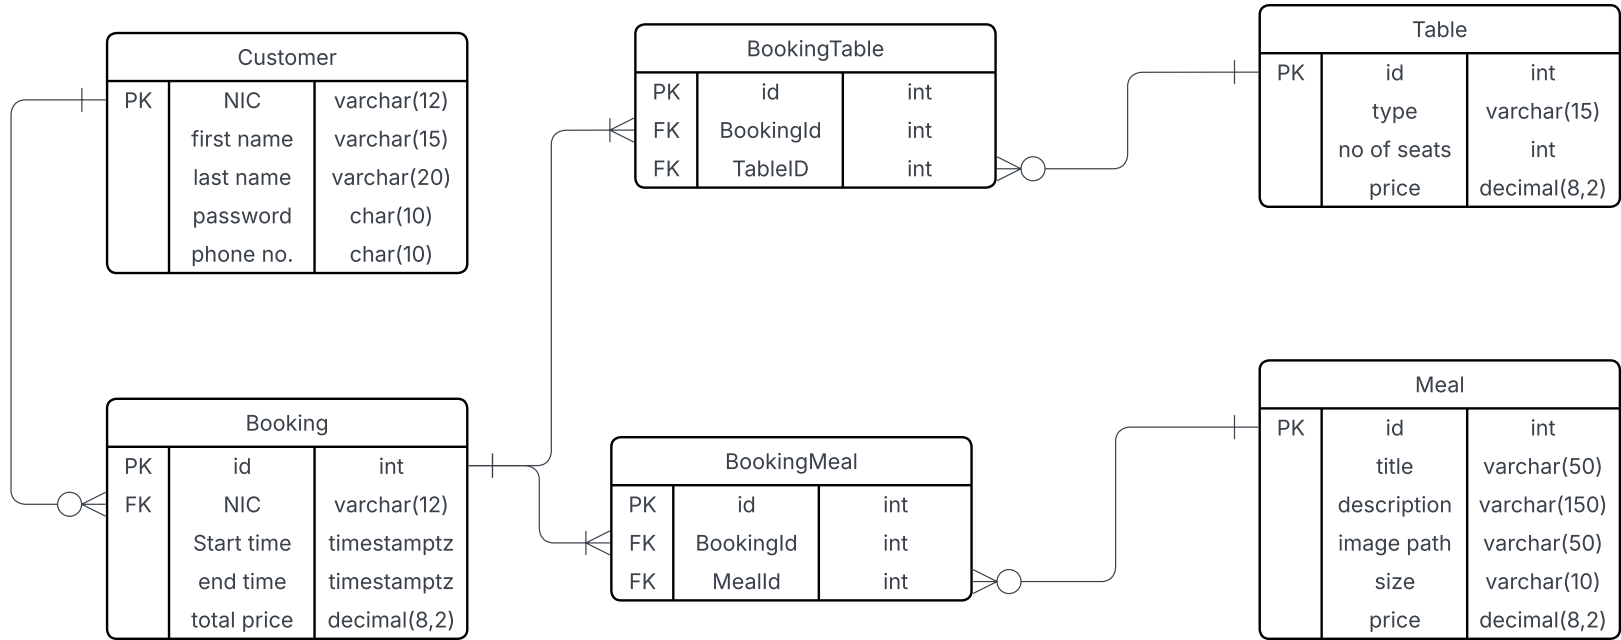 Customer
PK NIC varchar(12)
first name varchar(15)
last name varchar(20)
password char(10)
phone no. char(10)
BookingTable
PK id int
FK BookingId int
FK TableID int
Table
PK id int
type varchar(15)
no of seats int
price decimal(8,2)
Booking
PK id int
FK NIC varchar(12)
Start time timestamptz
end time timestamptz
total price decimal(8,2)
BookingMeal
PK id int
FK BookingId int
FK MealId int
Meal
PK id int
title varchar(50)
description varchar(150)
image path varchar(50)
size varchar(10)
price decimal(8,2)